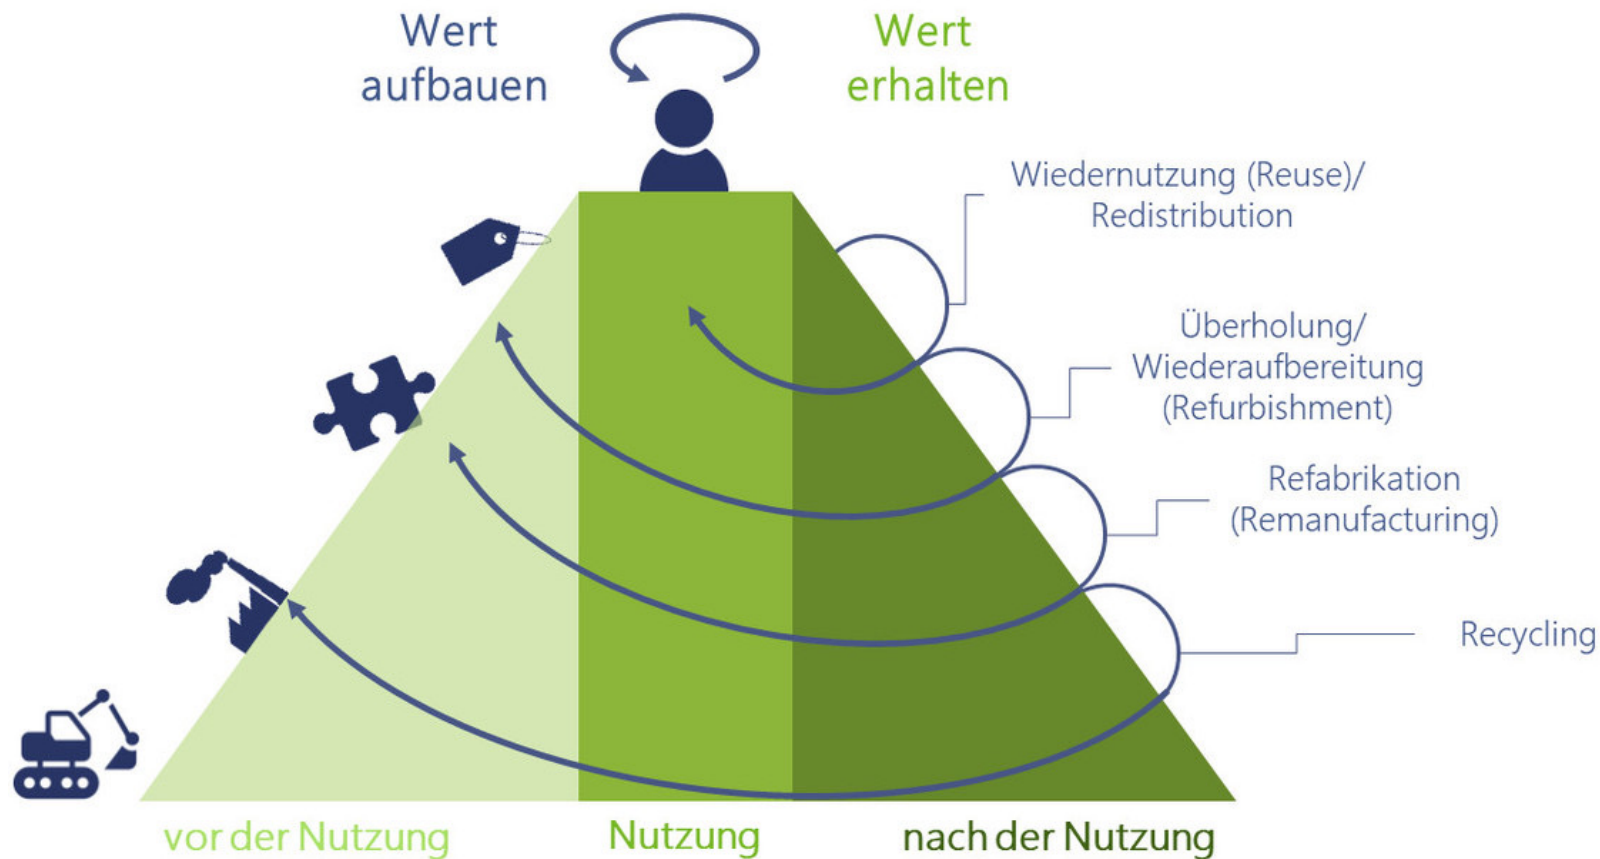 Wert
aufbauen
Wert
erhalten
Wiedernutzung (Reuse)/
Redistribution
Überholung/
Wiederaufbereitung
(Refurbishment)
Refabrikation
(Remanufacturing)
Recycling
vor der Nutzung
Nutzung
nach der Nutzung